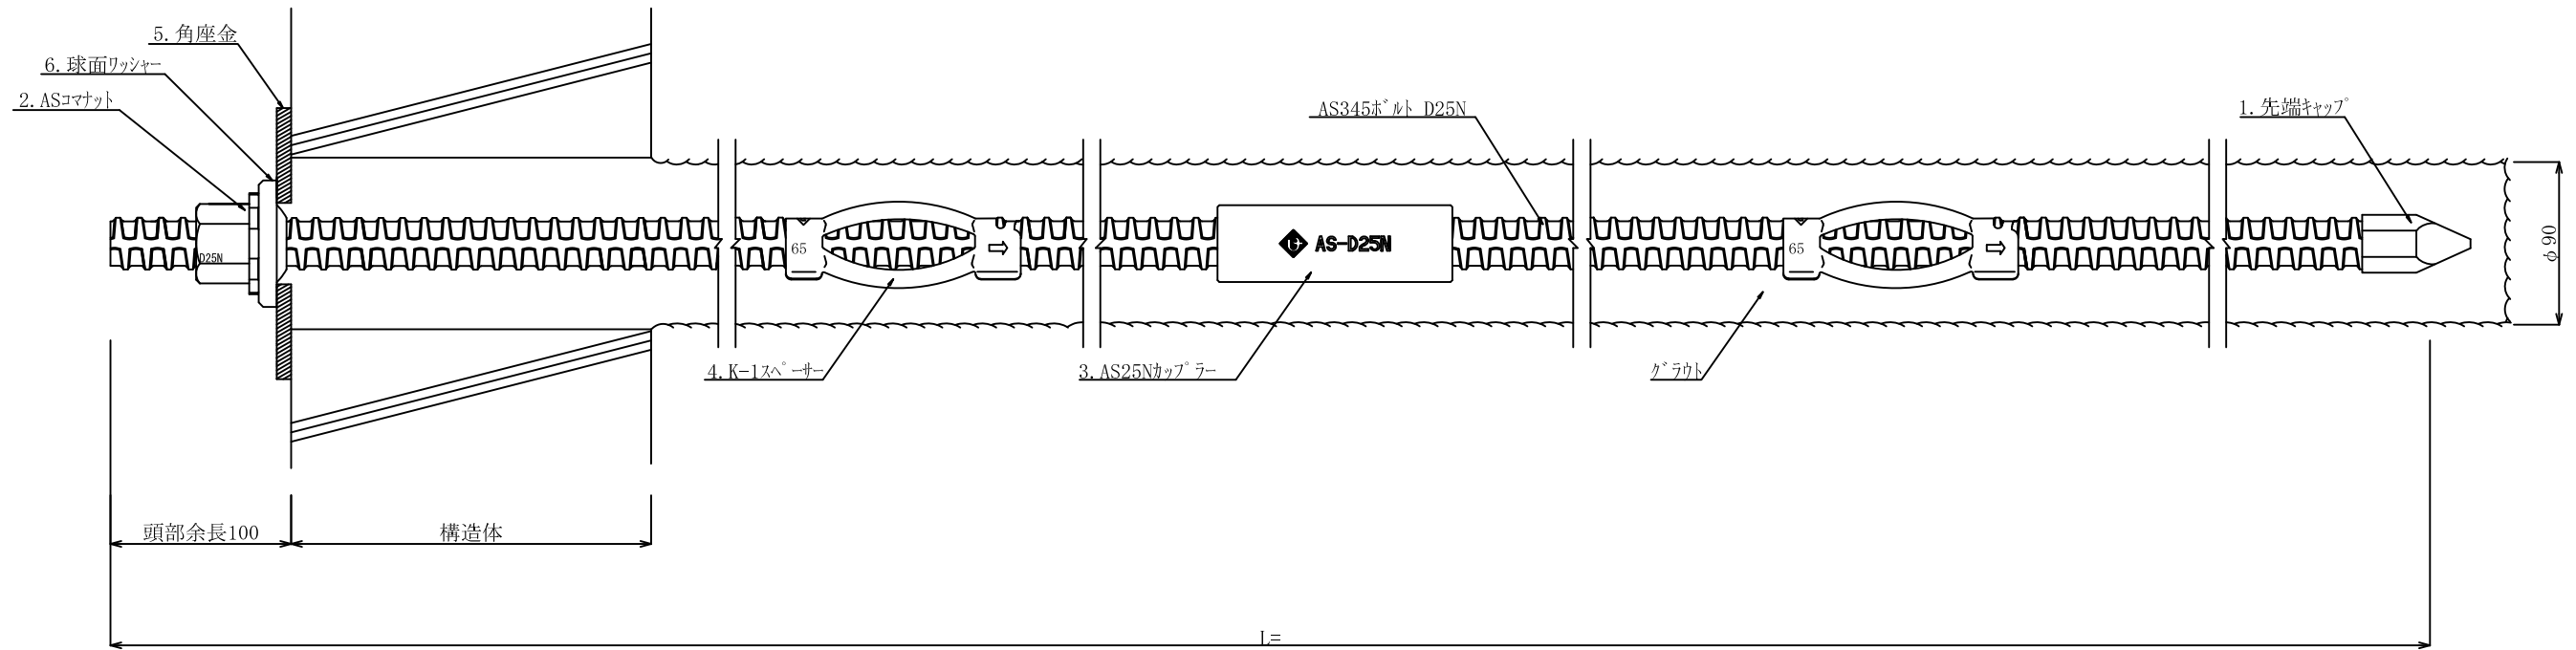 5.角座金
6.球面ワッシャー
2.ASコマナット
AS345ボルト D25N
1.先端キャップ
D25N
65
AS-D25N
65
φ90
4.K-1スペーサー
3.AS25Nカップラー
グラウト
頭部余長100
構造体
L=